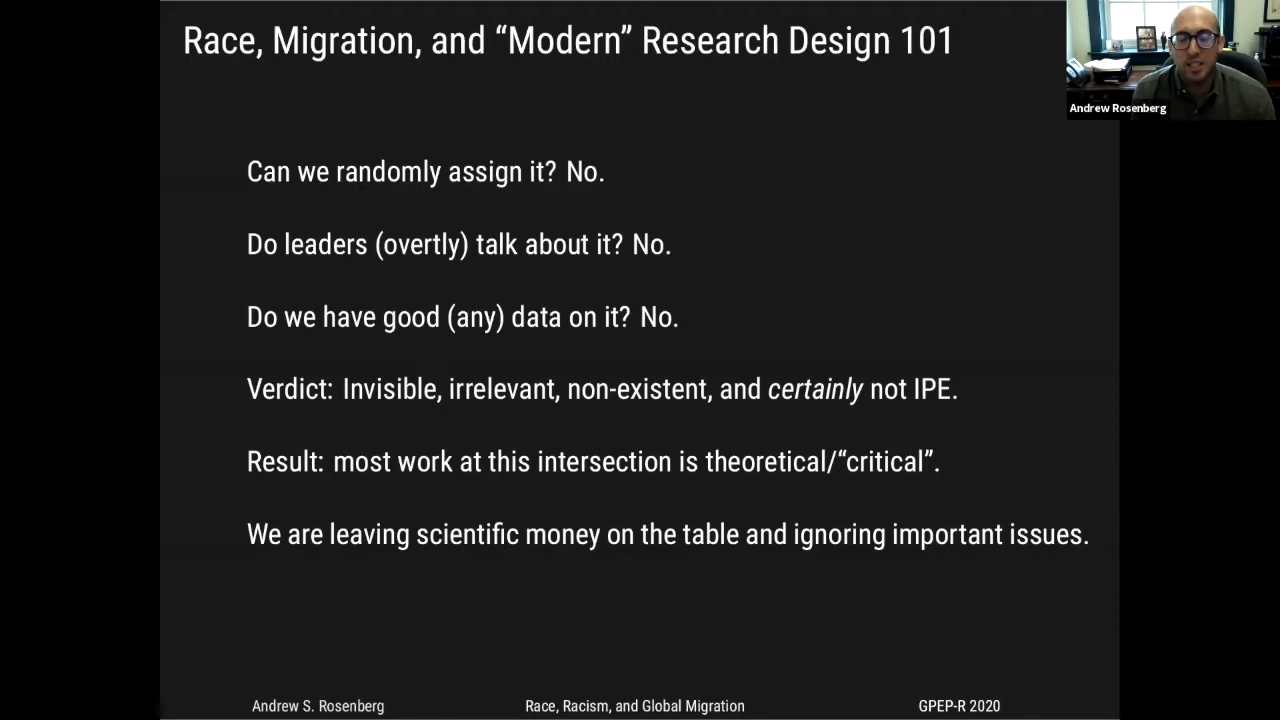 Race, Migration, and “Modern” Research Design 101
Andrew Rosenberg
Can we randomly assign it? No.
Do leaders (overtly) talk about it? No.
Do we have good (any) data on it? No.
Verdict: Invisible, irrelevant, non-existent, and certainly not IPE.
Result: most work at this intersection is theoretical/“critical”.
We are leaving scientific money on the table and ignoring important issues.
Andrew S. Rosenberg
Race, Racism, and Global Migration
GPEP-R 2020